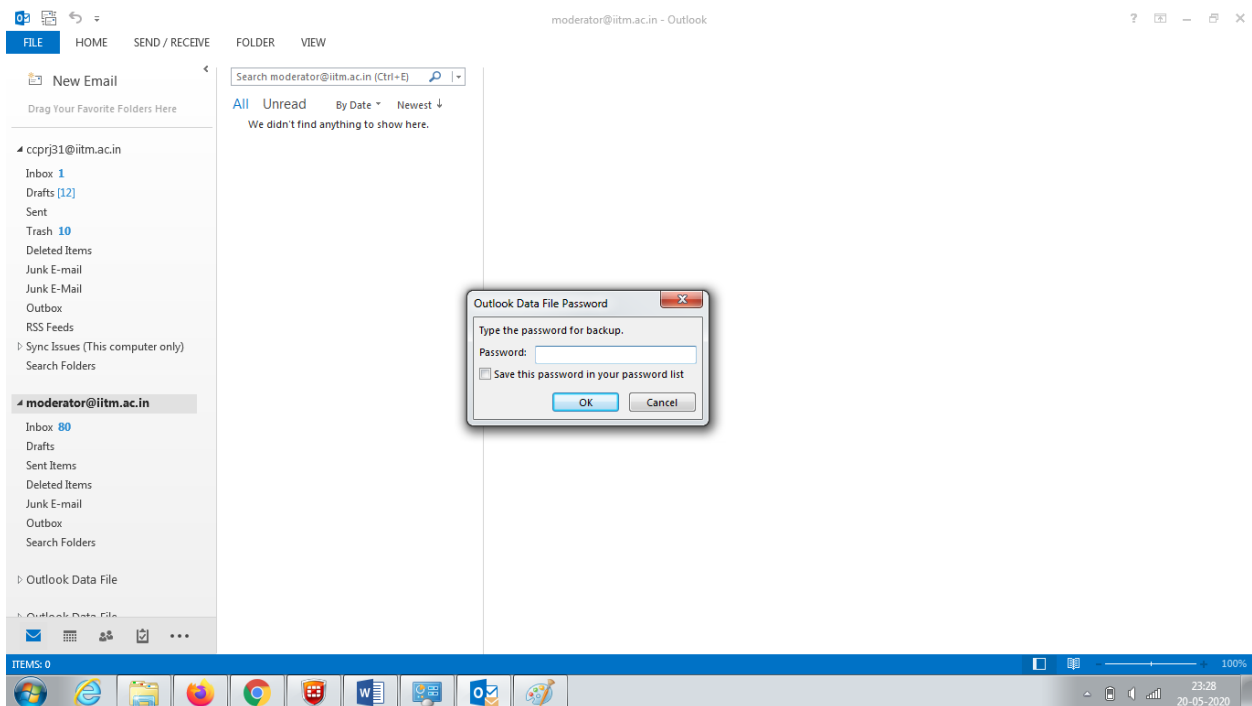 moderator@iitm.ac.in - Outlook
FILE HOME SEND / RECEIVE FOLDER VIEW
New Email
Drag Your Favorite Folders Here
ccprj31@iitm.ac.in
Inbox 1
Drafts [12]
Sent
Trash 10
Deleted Items
Junk E-mail
Junk E-Mail
Outbox
RSS Feeds
Sync Issues (This computer only)
Search Folders
moderator@iitm.ac.in
Inbox 80
Drafts
Sent Items
Deleted Items
Junk E-mail
Outbox
Search Folders
Outlook Data File
Outlook Data File
Search moderator@iitm.ac.in (Ctrl+E)
All Unread By Date Newest
We didn't find anything to show here.
Outlook Data File Password
Type the password for backup.
Password:
Save this password in your password list
OK Cancel
ITEMS: 0
100%
23:28
20-05-2020